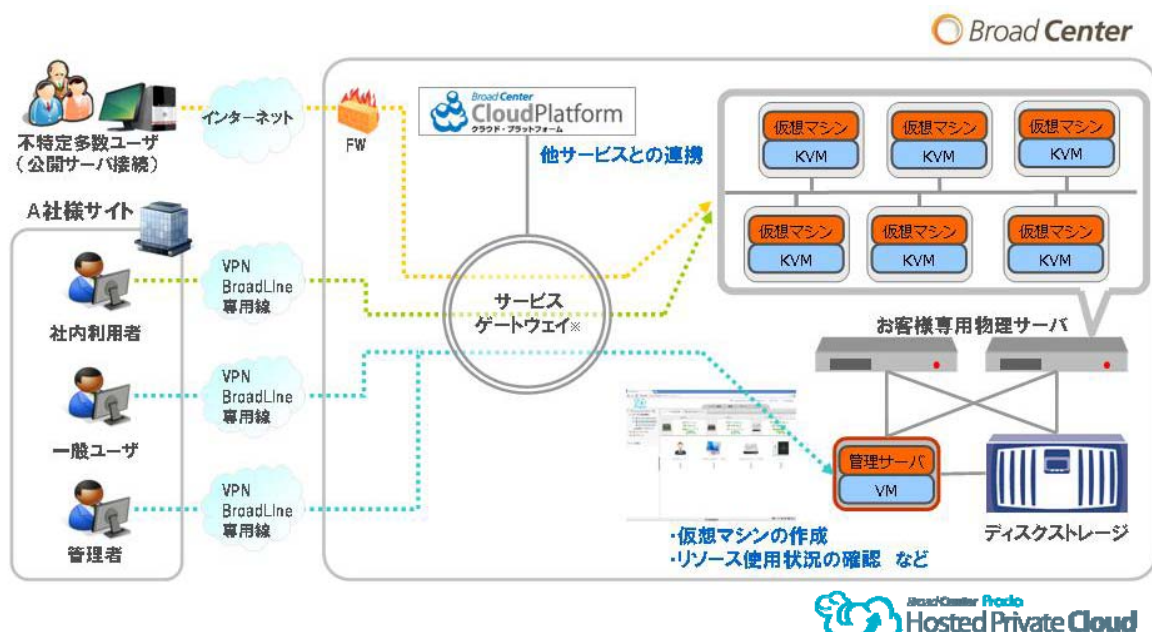 Broad Center
不特定多数ユーザ
（公開サーバ接続）
インターネット
FW
Broad Center
CloudPlatform
クラウド・プラットフォーム
他サービスとの連携
仮想マシン
KVM
仮想マシン
KVM
仮想マシン
KVM
仮想マシン
KVM
仮想マシン
KVM
仮想マシン
KVM
A社様サイト
社内利用者
VPN
BroadLine
専用線
サービス
ゲートウェイ※
お客様専用物理サーバ
一般ユーザ
VPN
BroadLine
専用線
管理者
VPN
BroadLine
専用線
管理サーバ
VM
ディスクストレージ
・仮想マシンの作成
・リソース使用状況の確認 など
BroadCenter Prado
Hosted Private Cloud